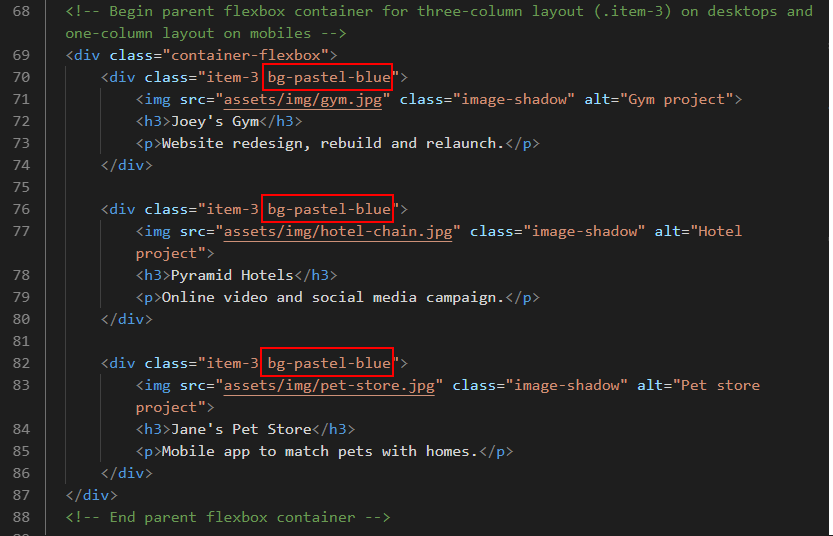 68 <!-- Begin parent flexbox container for three-column layout (.item-3) on desktops and
one-column layout on mobiles -->
69 <div class="container-flexbox">
70 <div class="item-3 bg-pastel-blue">
71 <img src="assets/img/gym.jpg" class="image-shadow" alt="Gym project">
72 <h3>Joey's Gym</h3>
73 <p>Website redesign, rebuild and relaunch.</p>
74 </div>
75
76 <div class="item-3 bg-pastel-blue">
77 <img src="assets/img/hotel-chain.jpg" class="image-shadow" alt="Hotel
project">
78 <h3>Pyramid Hotels</h3>
79 <p>Online video and social media campaign.</p>
80 </div>
81
82 <div class="item-3 bg-pastel-blue">
83 <img src="assets/img/pet-store.jpg" class="image-shadow" alt="Pet store
project">
84 <h3>Jane's Pet Store</h3>
85 <p>Mobile app to match pets with homes.</p>
86 </div>
87 </div>
88 <!-- End parent flexbox container -->